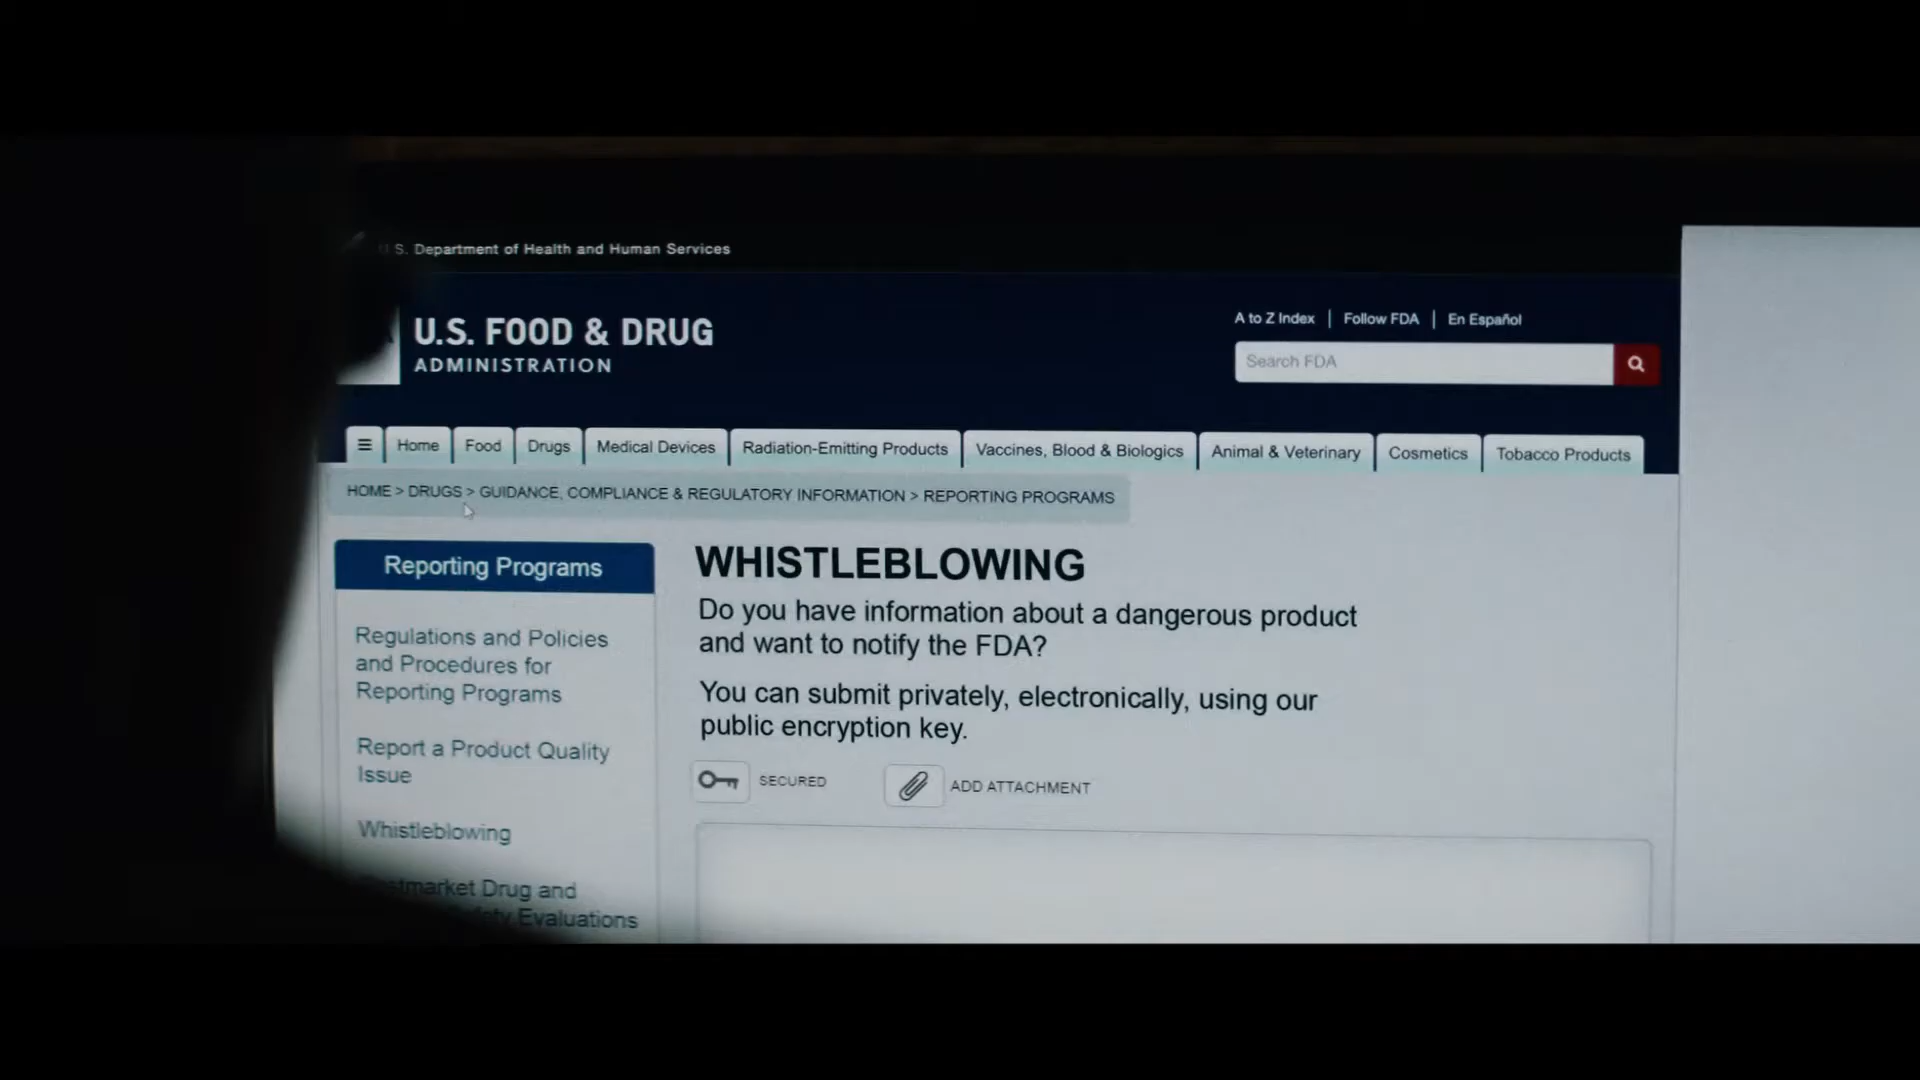 S. Department of Health and Human Services
U.S. FOOD & DRUG
ADMINISTRATION
A to Z Index | Follow FDA | En Español
Search FDA
Home Food Drugs Medical Devices Radiation-Emitting Products Vaccines, Blood & Biologics Animal & Veterinary Cosmetics Tobacco Products
HOME > DRUGS > GUIDANCE, COMPLIANCE & REGULATORY INFORMATION > REPORTING PROGRAMS
Reporting Programs
Regulations and Policies
and Procedures for
Reporting Programs
Report a Product Quality
Issue
Whistleblowing
Drug and
Evaluations
WHISTLEBLOWING
Do you have information about a dangerous product
and want to notify the FDA?
You can submit privately, electronically, using our
public encryption key.
SECURED
ADD ATTACHMENT